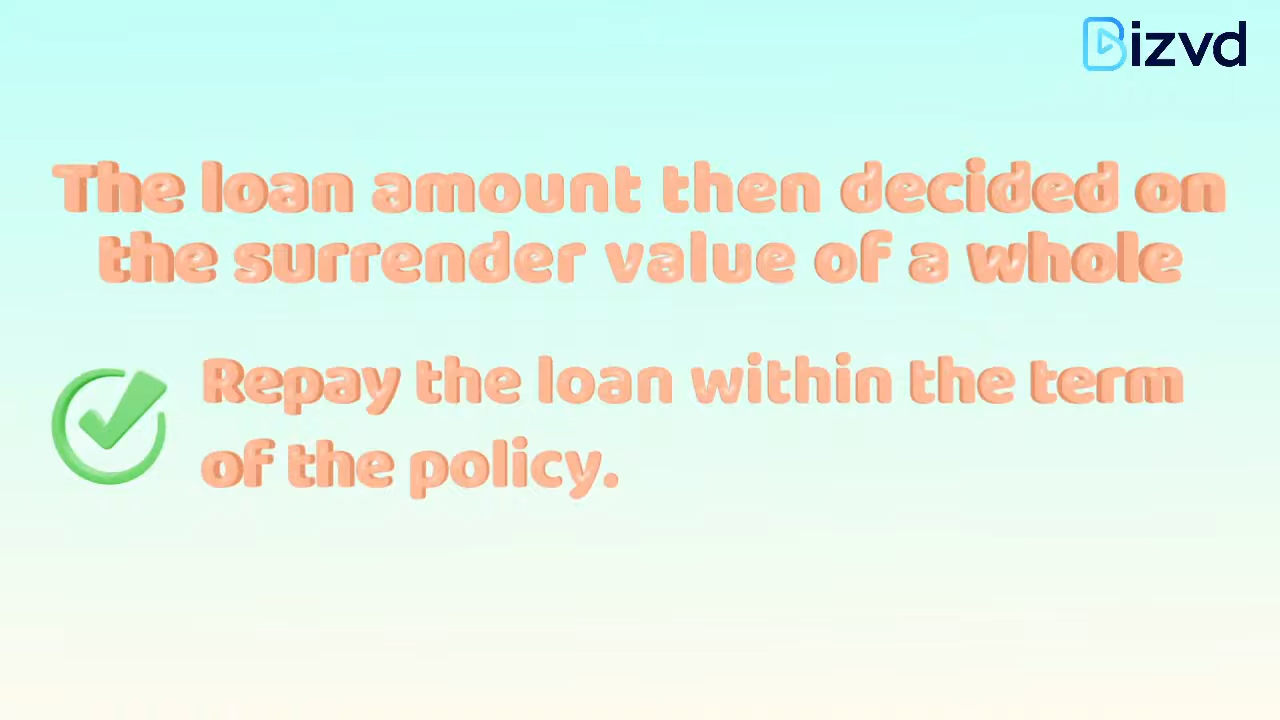 Bizvd
The loan amount then decided on
the surrender value of a whole
Repay the loan within the term
of the policy.